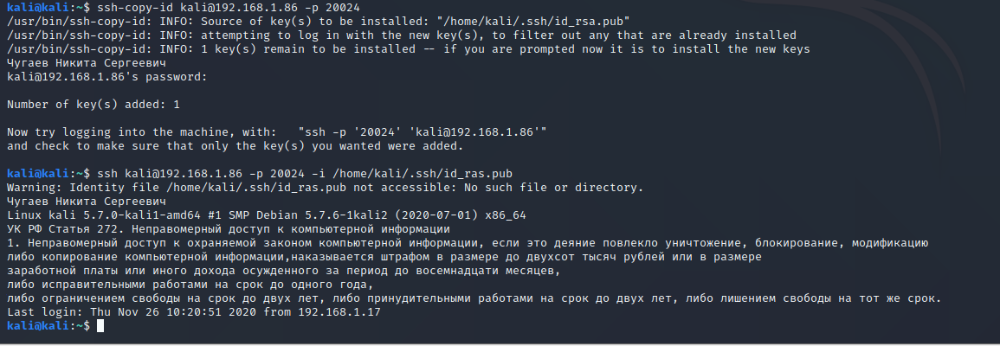 kali@kali:~$ ssh-copy-id kali@192.168.1.86 -p 20024
/usr/bin/ssh-copy-id: INFO: Source of key(s) to be installed: "/home/kali/.ssh/id_rsa.pub"
/usr/bin/ssh-copy-id: INFO: attempting to log in with the new key(s), to filter out any that are already installed
/usr/bin/ssh-copy-id: INFO: 1 key(s) remain to be installed -- if you are prompted now it is to install the new keys
Чугаев Никита Сергеевич
kali@192.168.1.86's password:
Number of key(s) added: 1
Now try logging into the machine, with:   "ssh -p '20024' 'kali@192.168.1.86'"
and check to make sure that only the key(s) you wanted were added.
kali@kali:~$ ssh kali@192.168.1.86 -p 20024 -i /home/kali/.ssh/id_ras.pub
Warning: Identity file /home/kali/.ssh/id_ras.pub not accessible: No such file or directory.
Чугаев Никита Сергеевич
Linux kali 5.7.0-kali1-amd64 #1 SMP Debian 5.7.6-1kali2 (2020-07-01) x86_64
УК РФ Статья 272. Неправомерный доступ к компьютерной информации
1. Неправомерный доступ к охраняемой законом компьютерной информации, если это деяние повлекло уничтожение, блокирование, модификацию
либо копирование компьютерной информации,наказывается штрафом в размере до двухсот тысяч рублей или в размере
заработной платы или иного дохода осужденного за период до восемнадцати месяцев,
либо исправительными работами на срок до одного года,
либо ограничением свободы на срок до двух лет, либо принудительными работами на срок до двух лет, либо лишением свободы на тот же срок.
Last login: Thu Nov 26 10:20:51 2020 from 192.168.1.17
kali@kali:~$